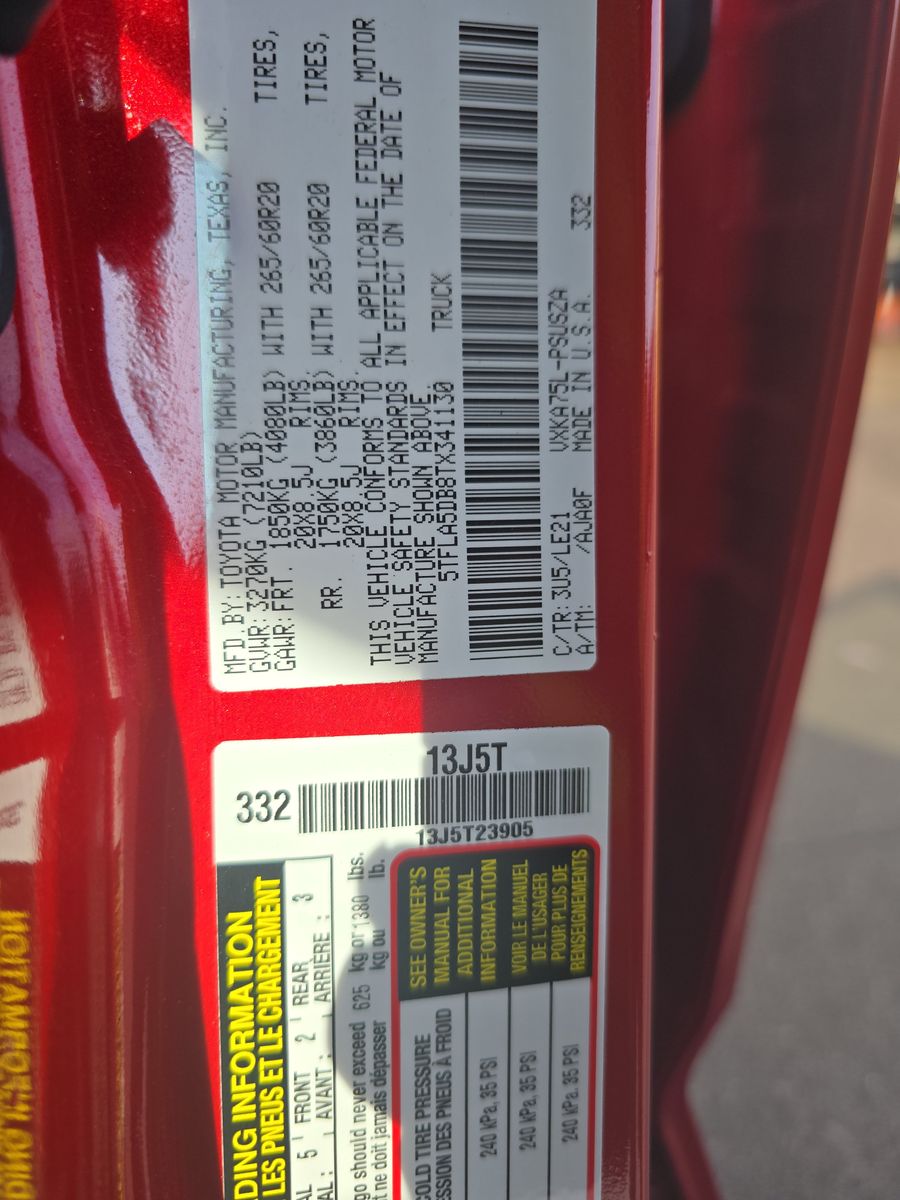 MFD.BY: TOYOTA MOTOR MANUFACTURING, TEXAS, INC.
GVWR: 3270KG (7210LB)
GAWR: FRT. 1850KG (4080LB) WITH 265/60R20 TIRES,
20X8.5J RIMS
RR. 1750KG (3860LB) WITH 265/60R20 TIRES,
20X8.5J RIMS.
THIS VEHICLE CONFORMS TO ALL APPLICABLE FEDERAL MOTOR
VEHICLE SAFETY STANDARDS IN EFFECT ON THE DATE OF
MANUFACTURE SHOWN ABOVE.
5TFLA5DB8TX341130 TRUCK
C/TR: 3U5/LE21 VXKA75L-PSUSZA
A/TM: /AJA0F MADE IN U.S.A. 332
13J5T
332
13J5T23905
DING INFORMATION
LES PNEUS ET LE CHARGEMENT
AL 5 FRONT 2 REAR 3
AL : AVANT : ARRIÈRE :
go should never exceed 625 kg or 1380 lbs.
t ne doit jamais dépasser kg ou lb.
COLD TIRE PRESSURE
ESSION DES PNEUS À FROID
SEE OWNER'S
MANUAL FOR
ADDITIONAL
INFORMATION
VOIR LE MANUEL
DE L'USAGER
POUR PLUS DE
RENSEIGNEMENTS
240 kPa, 35 PSI
240 kPa, 35 PSI
240 kPa, 35 PSI